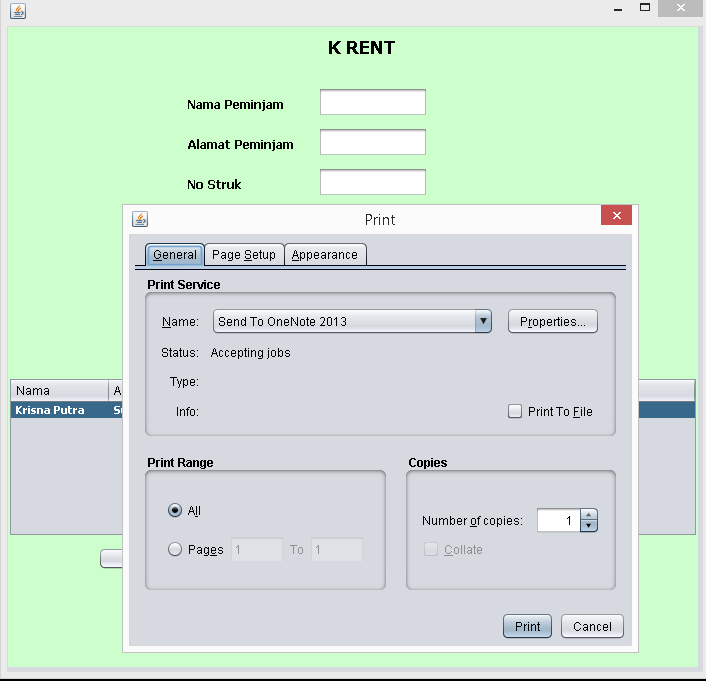 K RENT
Nama Peminjam
Alamat Peminjam
No Struk
Print
General Page Setup Appearance
Print Service
Name: Send To OneNote 2013 Properties...
Status: Accepting jobs
Type:
Info: Print To File
Nama A
Krisna Putra
Print Range Copies
All
Number of copies: 1
Pages 1 To 1 Collate
Print Cancel